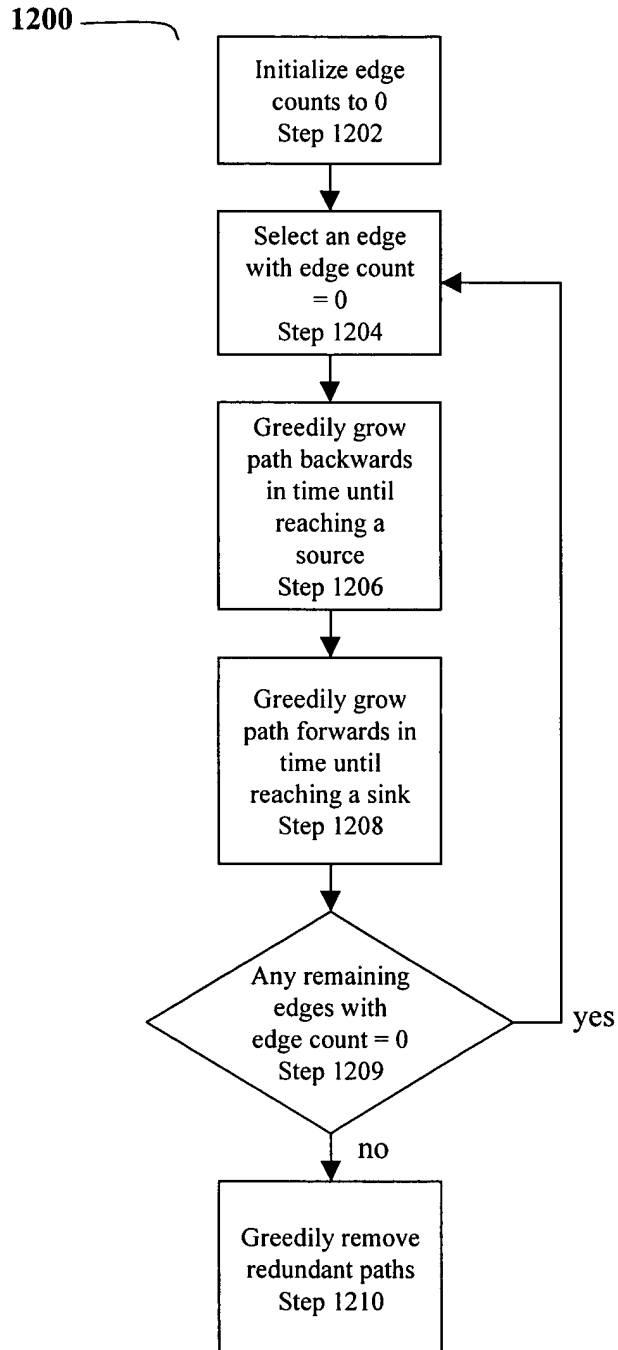 1200
Initialize edge
counts to 0
Step 1202
Select an edge
with edge count
= 0
Step 1204
Greedily grow
path backwards
in time until
reaching a
source
Step 1206
Greedily grow
path forwards in
time until
reaching a sink
Step 1208
Any remaining
edges with
edge count = 0
Step 1209
yes
no
Greedily remove
redundant paths
Step 1210